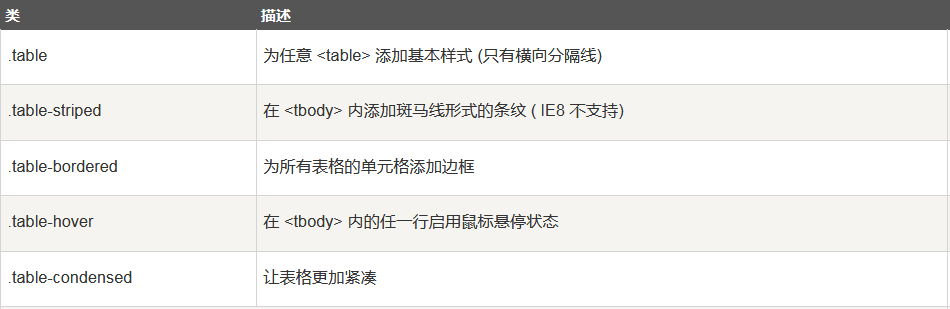 类 描述
.table 为任意 <table> 添加基本样式 (只有横向分隔线)
.table-striped 在 <tbody> 内添加斑马线形式的条纹 ( IE8 不支持)
.table-bordered 为所有表格的单元格添加边框
.table-hover 在 <tbody> 内的任一行启用鼠标悬停状态
.table-condensed 让表格更加紧凑